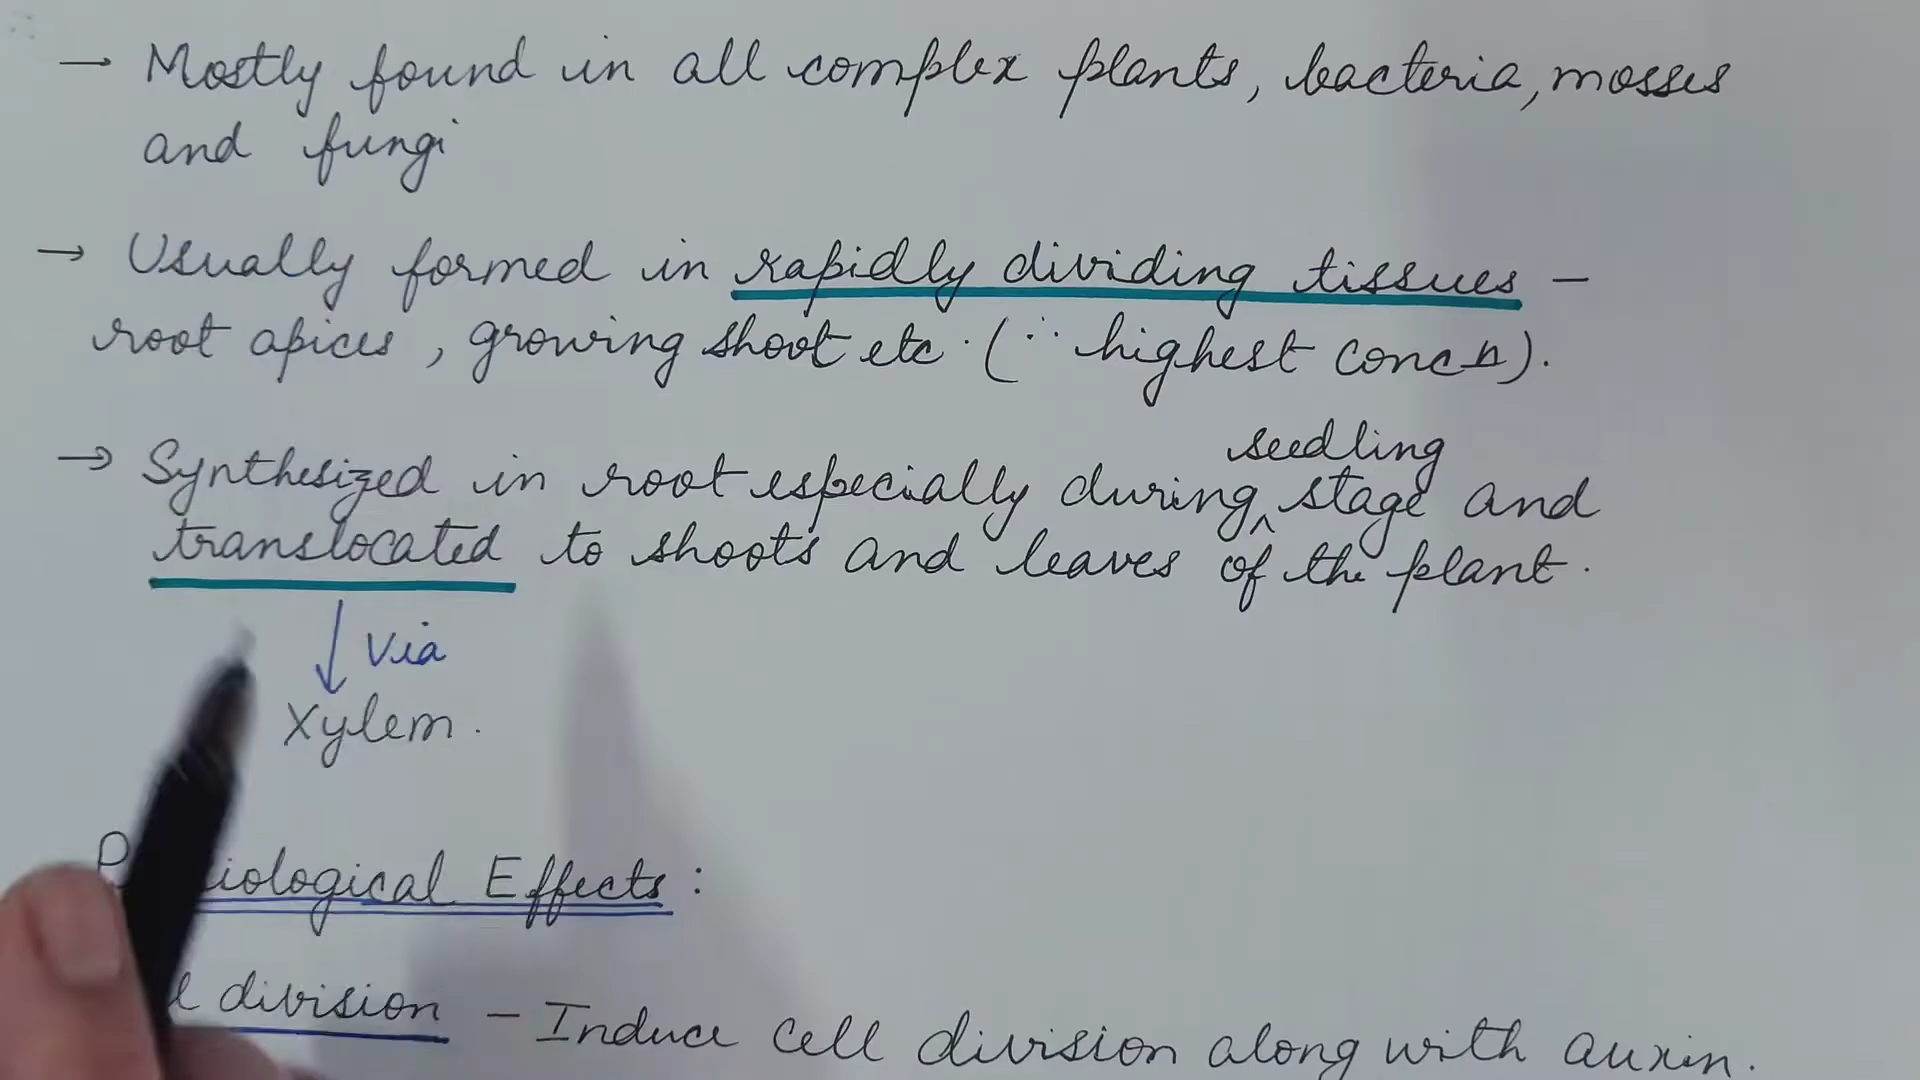 → Mostly found in all complex plants, bacteria, mosses
and fungi
→ Usually formed in rapidly dividing tissues –
root apices, growing shoot etc. (∵ highest concn).
seedling
→ Synthesized in root especially during ^ stage and
translocated to shoots and leaves of the plant.
↓ Via
Xylem.
Effects :
division – Induce cell division along with auxin.